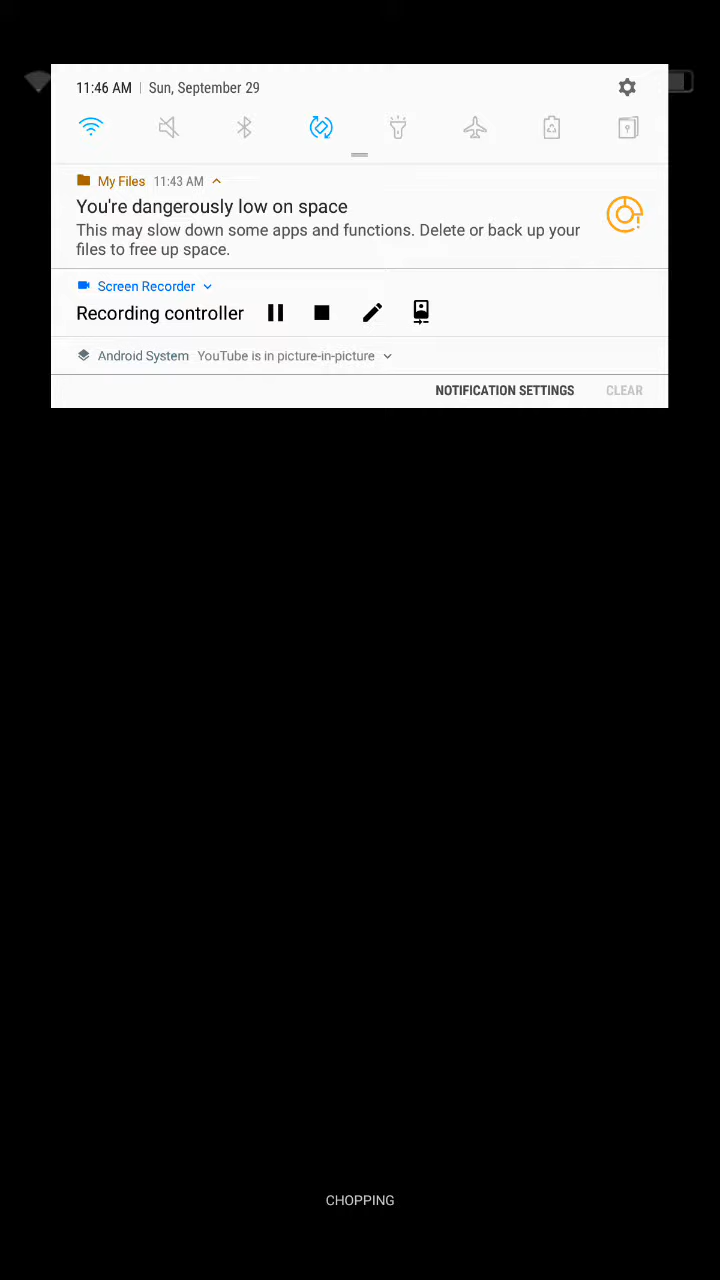 11:46 AM | Sun, September 29
My Files 11:43 AM
You're dangerously low on space
This may slow down some apps and functions. Delete or back up your
files to free up space.
Screen Recorder
Recording controller
Android System YouTube is in picture-in-picture
NOTIFICATION SETTINGS CLEAR
CHOPPING